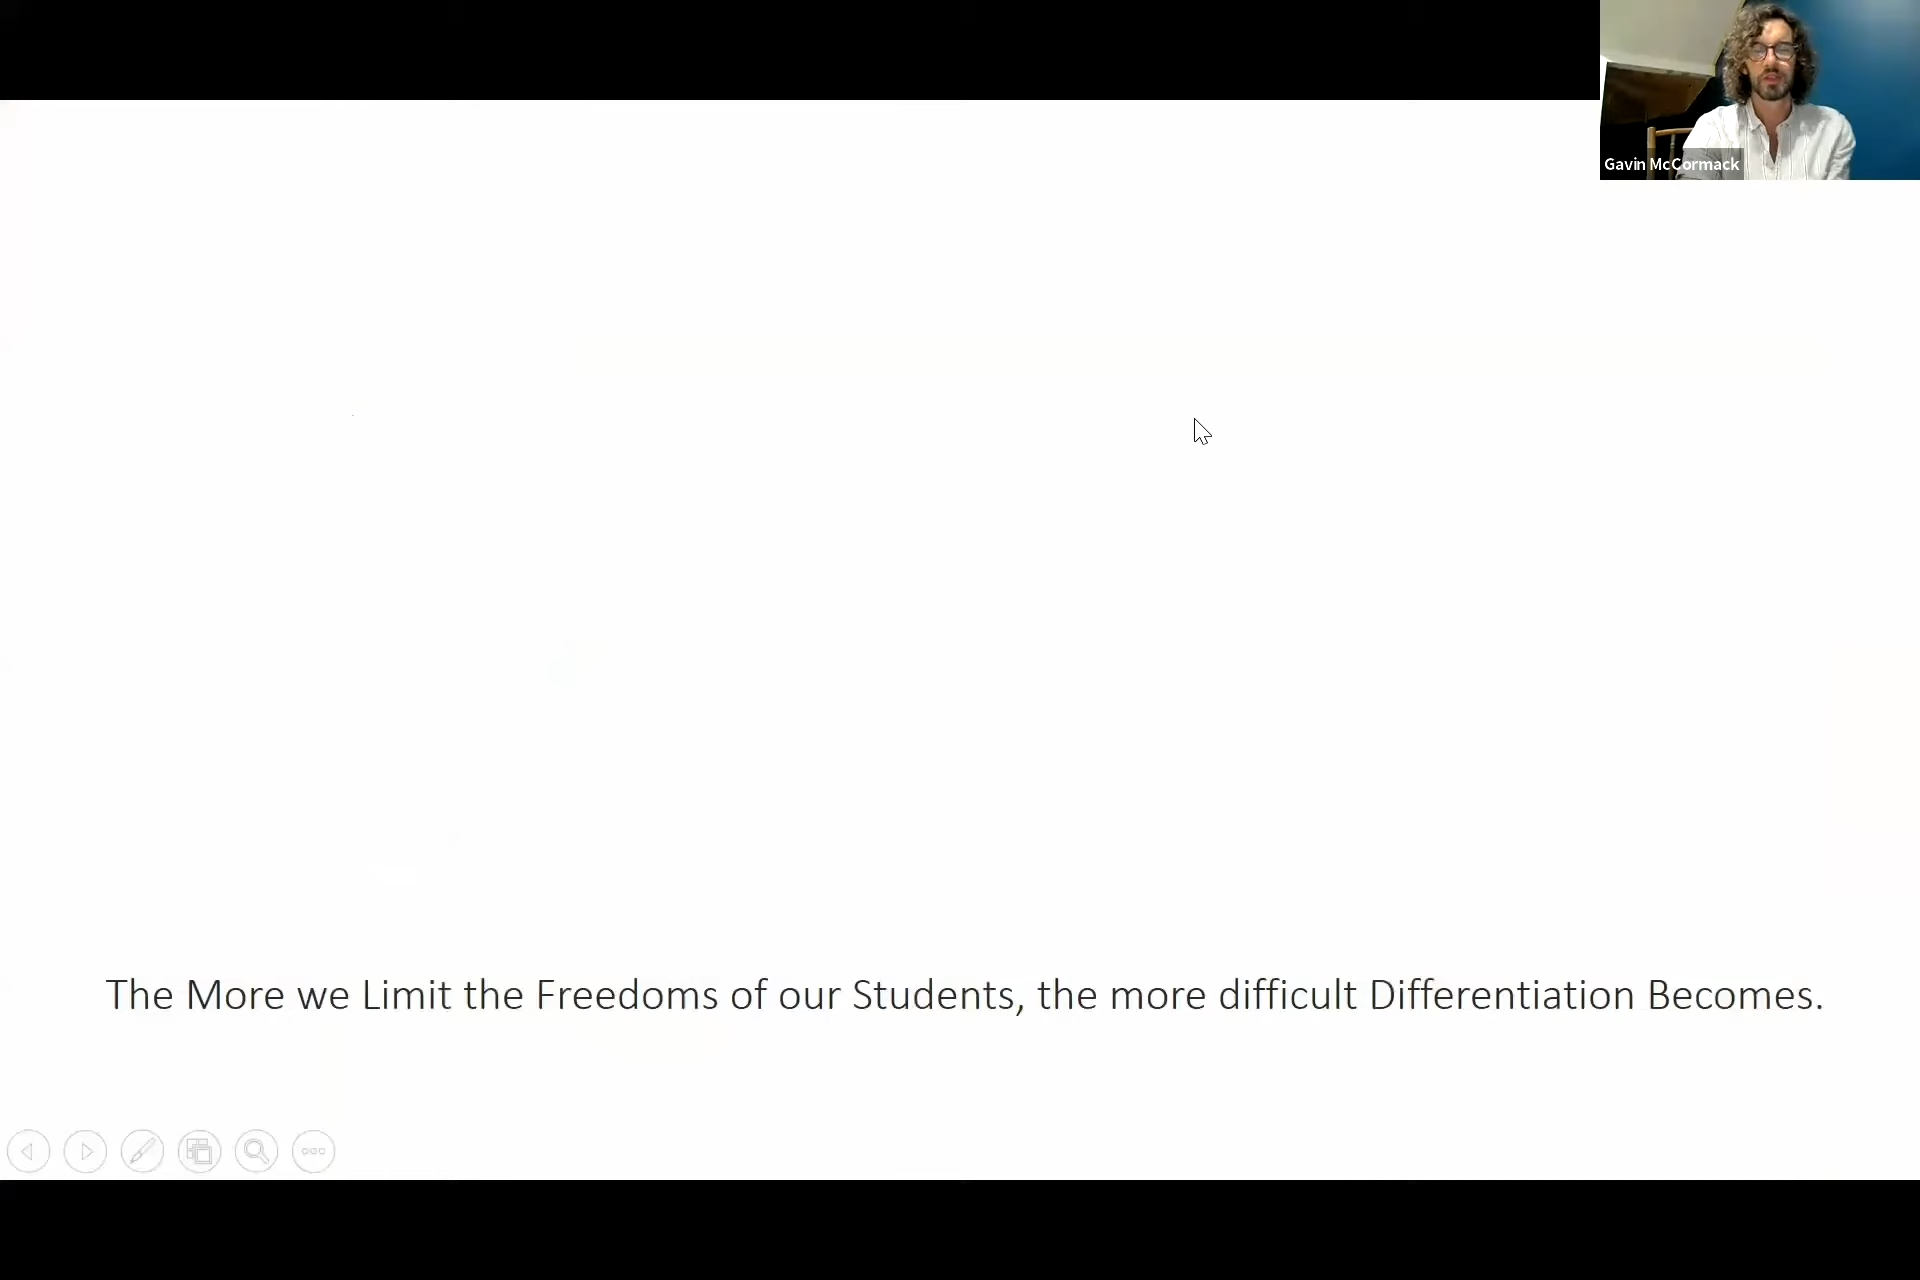 Gavin McCormack
The More we Limit the Freedoms of our Students, the more difficult Differentiation Becomes.